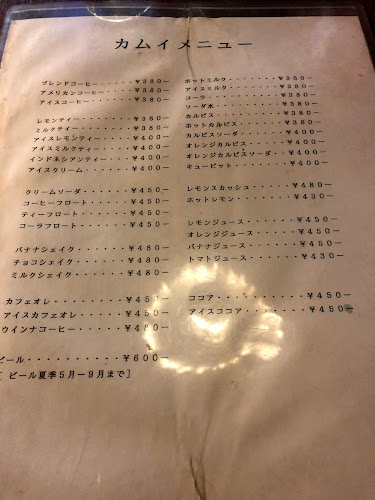 カムイメニュー
ブレンドコーヒー・・・・￥380－
アメリカンコーヒー・・・￥380－
アイスコーヒー・・・・・￥380－
レモンティー・・・・・・￥380－
ミルクティー・・・・・・￥380－
アイスレモンティー・・・￥400－
アイスミルクティ・・・・￥400－
インドネシアンティー・・￥400－
アイスクリーム・・・・・￥400－
クリームソーダ・・・・・￥450－
コーヒーフロート・・・・￥450－
ティーフロート・・・・・￥450－
コーラフロート・・・・・￥450－
バナナシェイク・・・・・￥480－
チョコシェイク・・・・・￥480－
ミルクシェイク・・・・・￥480－
カフェオレ・・・・・・・￥450－
アイスカフェオレ・・・・￥450－
ウインナコーヒー・・・・￥480－
ビール・・・・・・・・・・￥600－
[ ビール夏季5月－9月まで]
ホットミルク・・・・・・・￥350－
アイスミルク・・・・・・・￥380－
コーラ・・・・・・・・・・￥380－
ソーダ水・・・・・・・・・￥380－
カルピス・・・・・・・・・￥380－
ホットカルピス・・・・・・￥380－
カルピスソーダ・・・・・・￥400－
オレンジカルピス・・・・・￥400－
オレンジカルピスソーダ・・￥400－
キューピット・・・・・・・￥400－
レモンスカッシュ・・・・・￥480－
ホットレモン・・・・・・・￥430－
レモンジュース・・・・・・￥450－
オレンジジュース・・・・・￥450－
バナナジュース・・・・・・￥450－
トマトジュース・・・・・・￥430－
ココア・・・・・・・・・・￥450－
アイスココア・・・・・・・￥450－